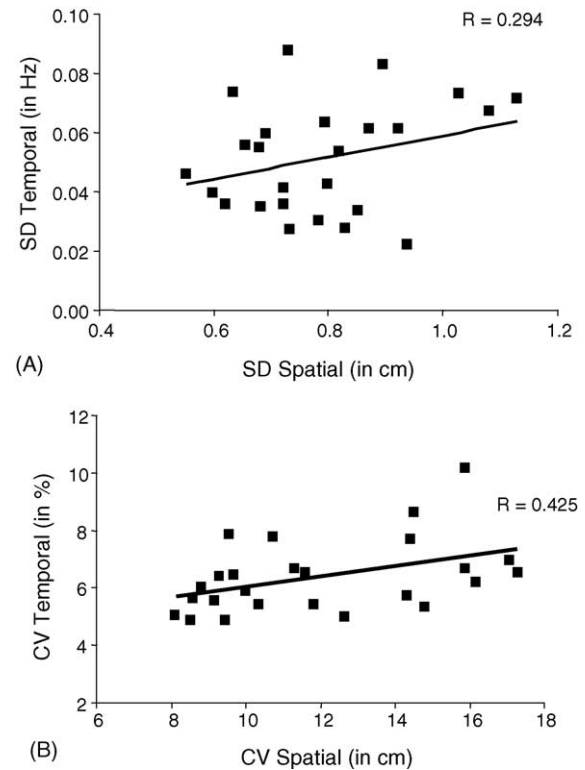 R = 0.294
0.10
0.08
0.06
0.04
0.02
0.00
SD Temporal (in Hz)
0.4 0.6 0.8 1.0 1.2
(A)
SD Spatial (in cm)
12
10
8
6
4
2
CV Temporal (in %)
R = 0.425
6 8 10 12 14 16 18
(B)
CV Spatial (in cm)